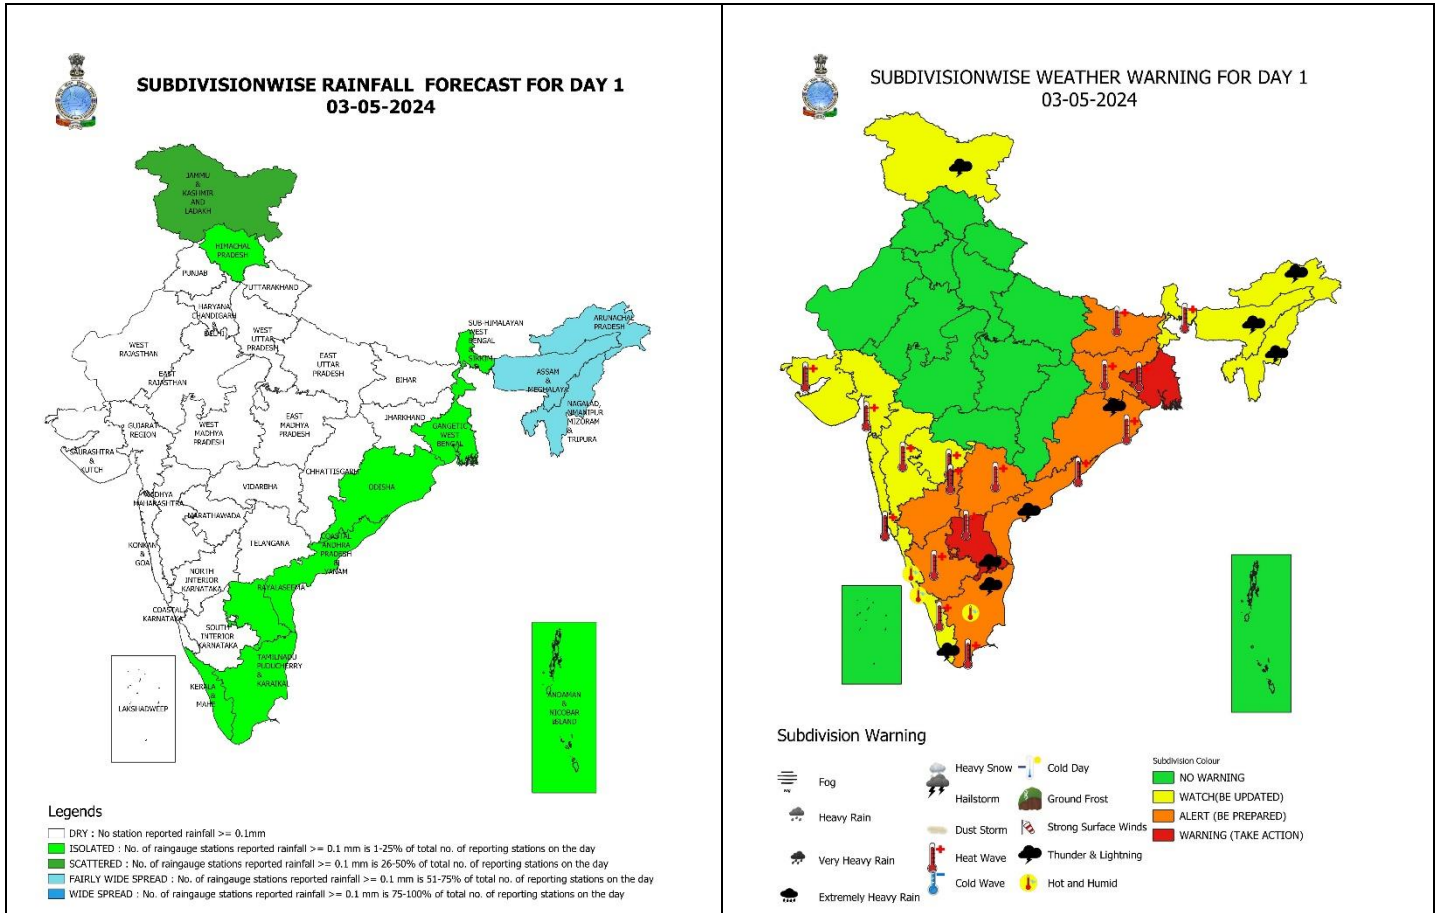 SUBDIVISIONWISE RAINFALL FORECAST FOR DAY 1
03-05-2024
JAMMU
&
KASHMIR
AND
LADAKH
HIMACHAL
PRADESH
PUNJAB
UTTARAKHAND
HARYANA
CHANDIGARH
&
DELHI
WEST
UTTAR
PRADESH
WEST
RAJASTHAN
EAST
RAJASTHAN
EAST
UTTAR
PRADESH
BIHAR
SUB-HIMALAYAN
WEST
BENGAL
&
SIKKIM
ARUNACHAL
PRADESH
ASSAM
&
MEGHALAYA
NAGALAD,
MANIPUR
MIZORAM
&
TRIPURA
JHARKHAND
GANGETIC
WEST
BENGAL
GUJARAT
REGION
WEST
MADHYA
PRADESH
EAST
MADHYA
PRADESH
SAURASHTRA
&
KUTCH
CHHATTISGARH
VIDARBHA
ODISHA
MADHYA
MAHARASHTRA
MARATHAWADA
KONKAN
&
GOA
TELANGANA
COASTAL
ANDHRA
PRADESH
&
YANAM
NORTH
INTERIOR
KARNATAKA
RAYALASEEMA
COASTAL
KARNATAKA
SOUTH
INTERIOR
KARNATAKA
TAMILNADU
PUDUCHERRY
&
KARAIKAL
KERALA
&
MAHE
LAKSHADWEEP
ANDAMAN
&
NICOBAR
ISLAND
Legends
DRY : No station reported rainfall >= 0.1mm
ISOLATED : No. of raingauge stations reported rainfall >= 0.1 mm is 1-25% of total no. of reporting stations on the day
SCATTERED : No. of raingauge stations reported rainfall >= 0.1 mm is 26-50% of total no. of reporting stations on the day
FAIRLY WIDE SPREAD : No. of raingauge stations reported rainfall >= 0.1 mm is 51-75% of total no. of reporting stations on the day
WIDE SPREAD : No. of raingauge stations reported rainfall >= 0.1 mm is 75-100% of total no. of reporting stations on the day
SUBDIVISIONWISE WEATHER WARNING FOR DAY 1
03-05-2024
Subdivision Warning
Fog
Heavy Rain
Very Heavy Rain
Extremely Heavy Rain
Heavy Snow
Hailstorm
Dust Storm
Heat Wave
Cold Wave
Cold Day
Ground Frost
Strong Surface Winds
Thunder & Lightning
Hot and Humid
Subdivision Colour
NO WARNING
WATCH(BE UPDATED)
ALERT (BE PREPARED)
WARNING (TAKE ACTION)